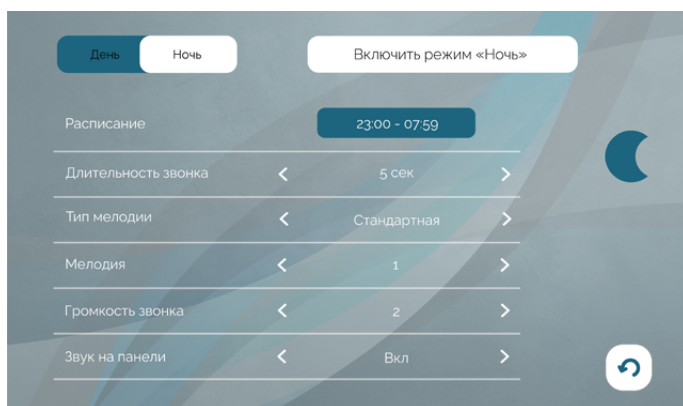 День Ночь Включить режим «Ночь»
Расписание 23:00 - 07:59
Длительность звонка 5 сек
Тип мелодии Стандартная
Мелодия 1
Громкость звонка 2
Звук на панели Вкл